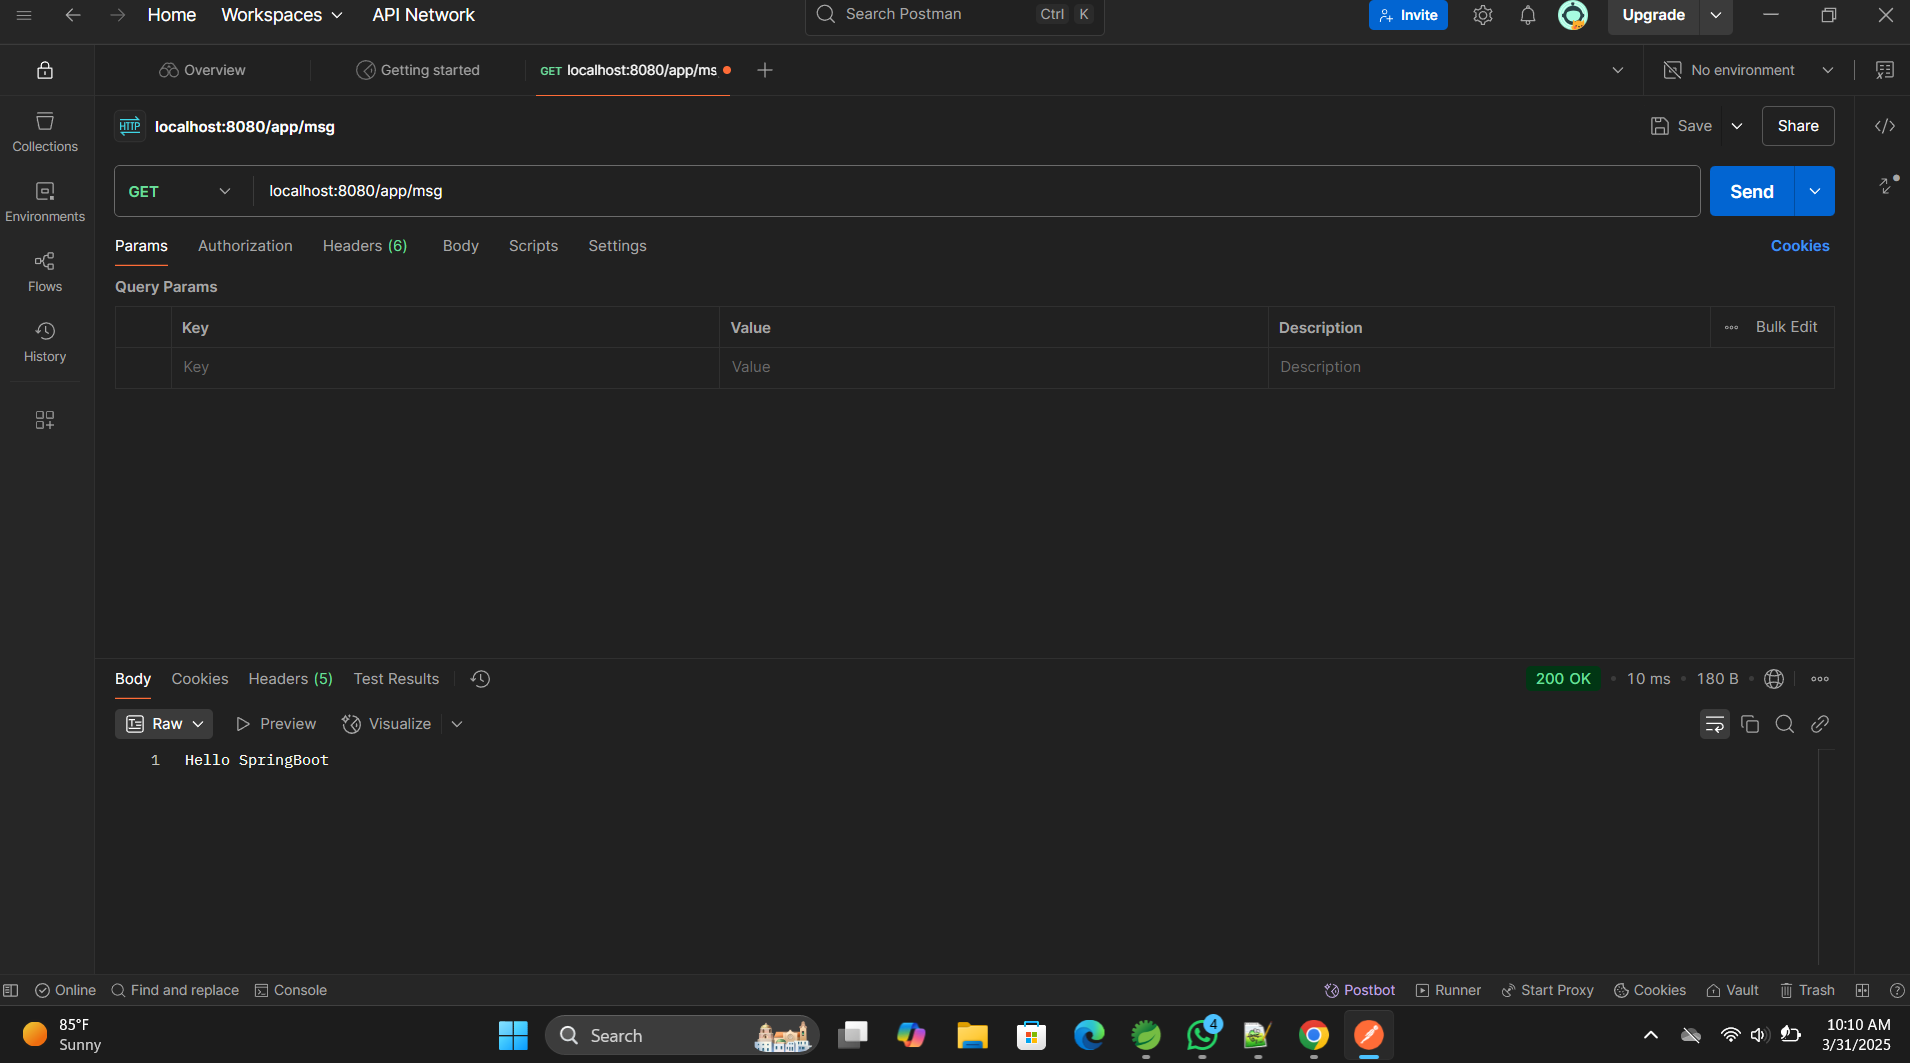 Home Workspaces API Network Search Postman Ctrl K Invite Upgrade
Overview Getting started GET localhost:8080/app/ms No environment
HTTP localhost:8080/app/msg Save Share
Collections
GET localhost:8080/app/msg Send
Environments
Params Authorization Headers (6) Body Scripts Settings Cookies
Flows
Query Params
Key Value Description Bulk Edit
History
Key Value Description
Body Cookies Headers (5) Test Results 200 OK • 10 ms • 180 B •
Raw Preview Visualize
1 Hello SpringBoot
Online Find and replace Console Postbot Runner Start Proxy Cookies Vault Trash
85°F
Sunny
Search
4
10:10 AM
3/31/2025